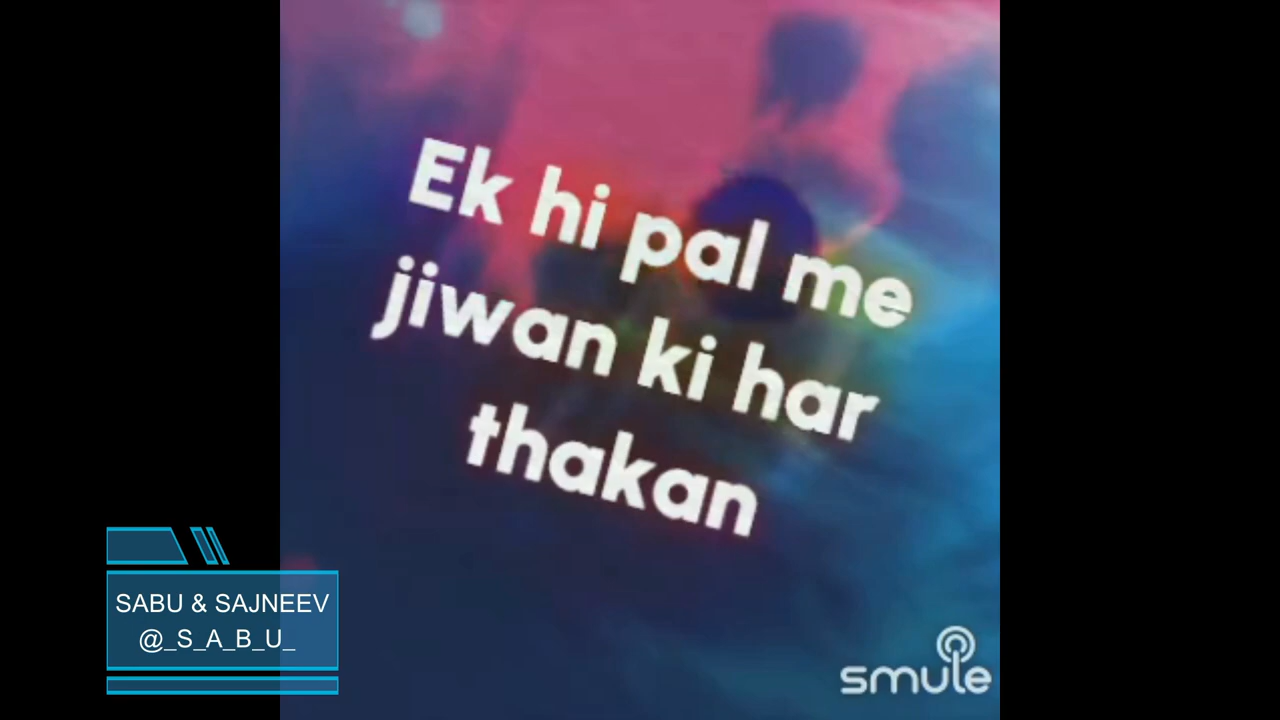 Ek hi pal me
jiwan ki har
thakan
SABU & SAJNEEV
@_S_A_B_U_
smule